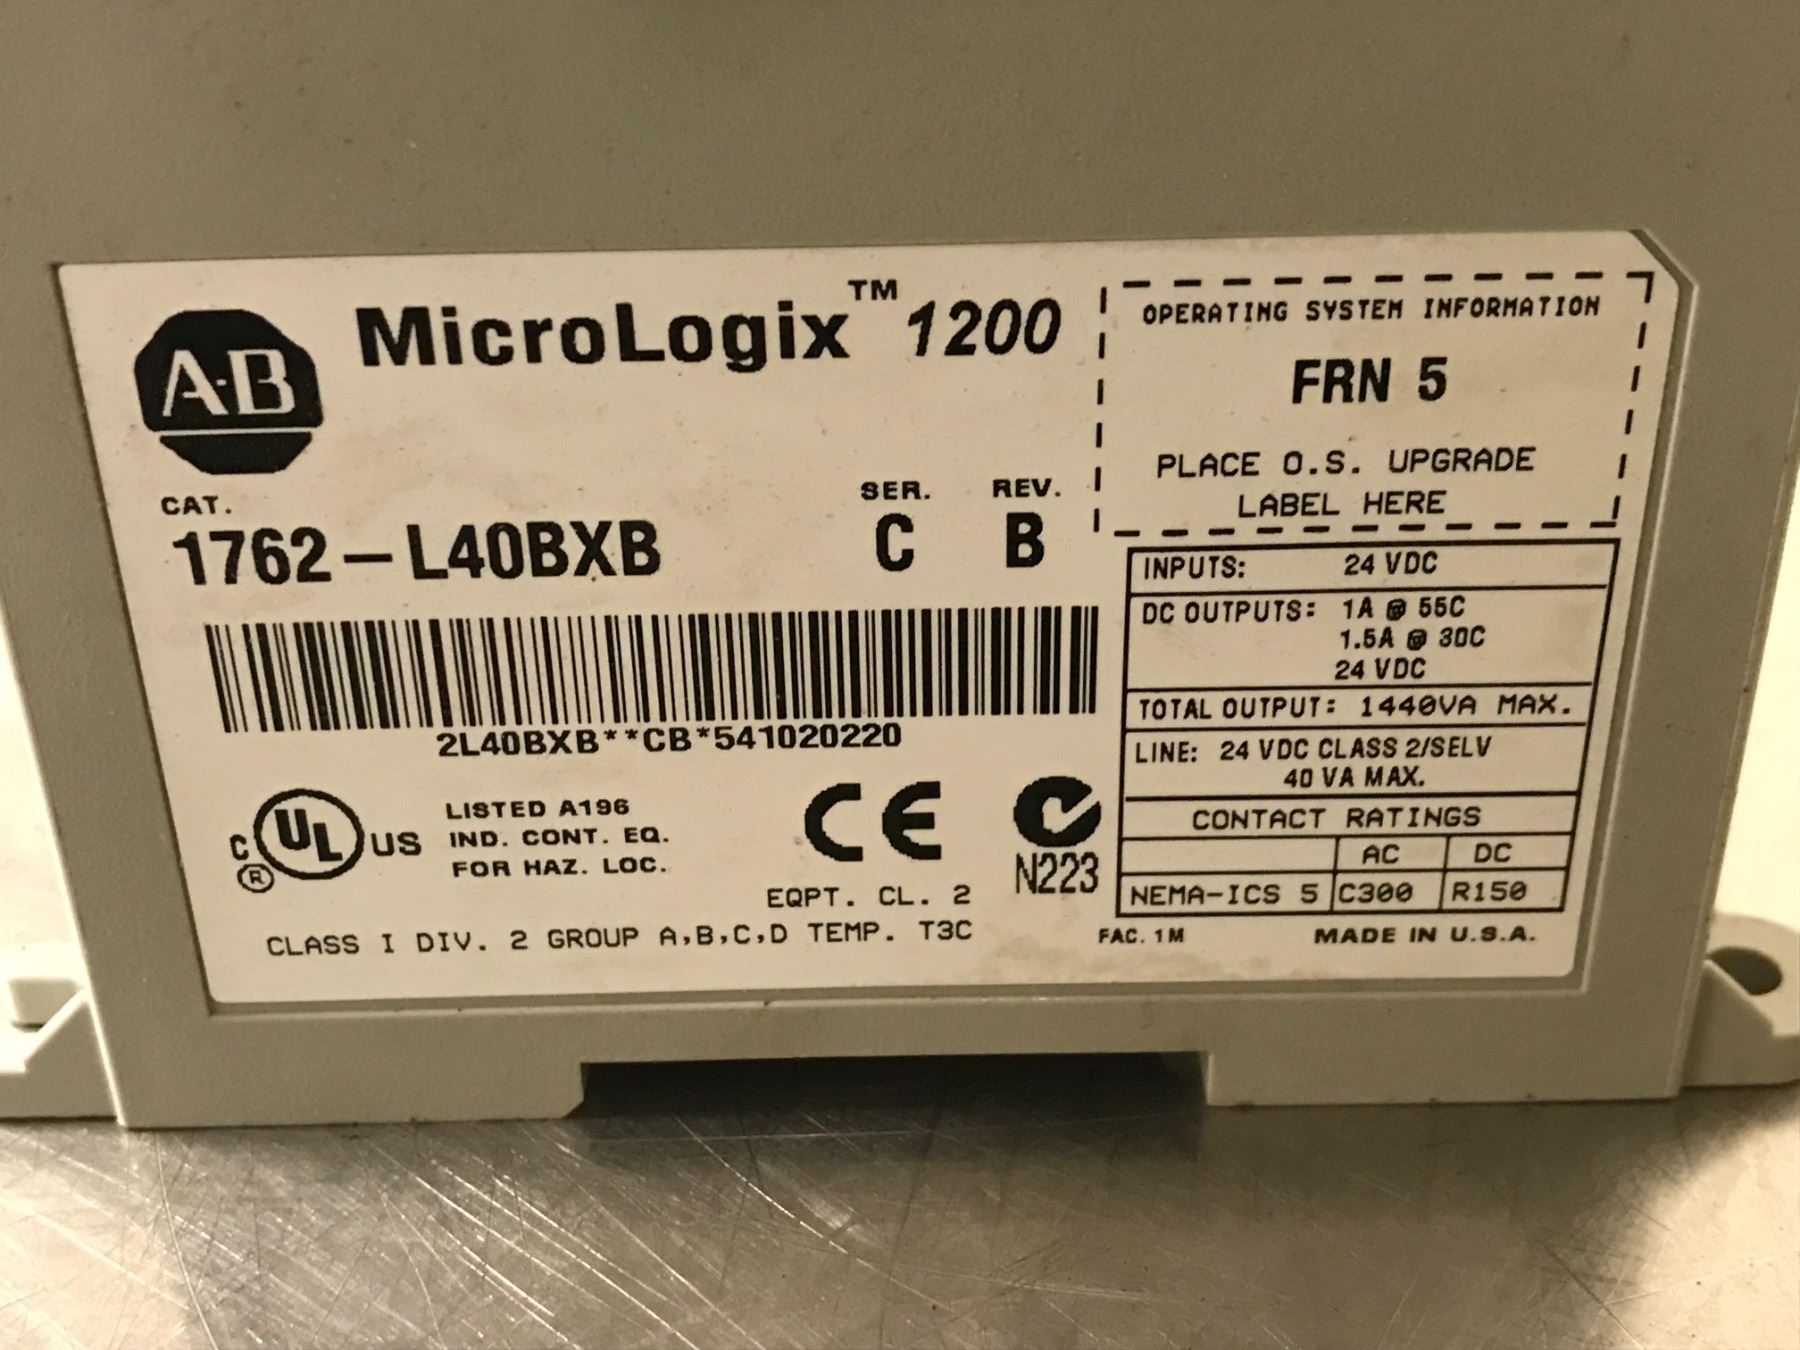 A-B
MicroLogix™ 1200
CAT.
1762-L40BXB
SER.
C
REV.
B
2L40BXB**CB*541020220
C UL US
®
LISTED A196
IND. CONT. EQ.
FOR HAZ. LOC.
CE
N223
EQPT. CL. 2
CLASS I DIV. 2 GROUP A,B,C,D TEMP. T3C
OPERATING SYSTEM INFORMATION
FRN 5
PLACE O.S. UPGRADE
LABEL HERE
INPUTS: 24 VDC
DC OUTPUTS: 1A @ 55C
1.5A @ 30C
24 VDC
TOTAL OUTPUT: 1440VA MAX.
LINE: 24 VDC CLASS 2/SELV
40 VA MAX.
CONTACT RATINGS
AC DC
NEMA-ICS 5 C300 R150
FAC. 1M MADE IN U.S.A.